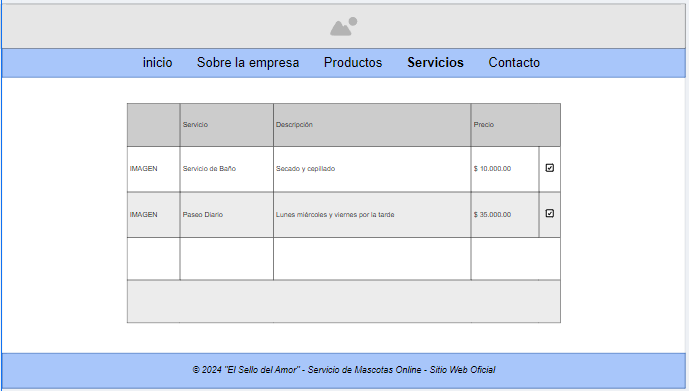 inicio Sobre la empresa Productos Servicios Contacto
Servicio Descripción Precio
IMAGEN Servicio de Baño Secado y cepillado $ 10.000.00
IMAGEN Paseo Diario Lunes miércoles y viernes por la tarde $ 35.000.00
© 2024 "El Sello del Amor" - Servicio de Mascotas Online - Sitio Web Oficial